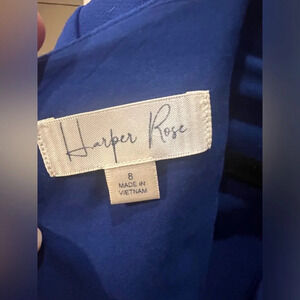 Harper Rose
8
MADE IN
VIETNAM